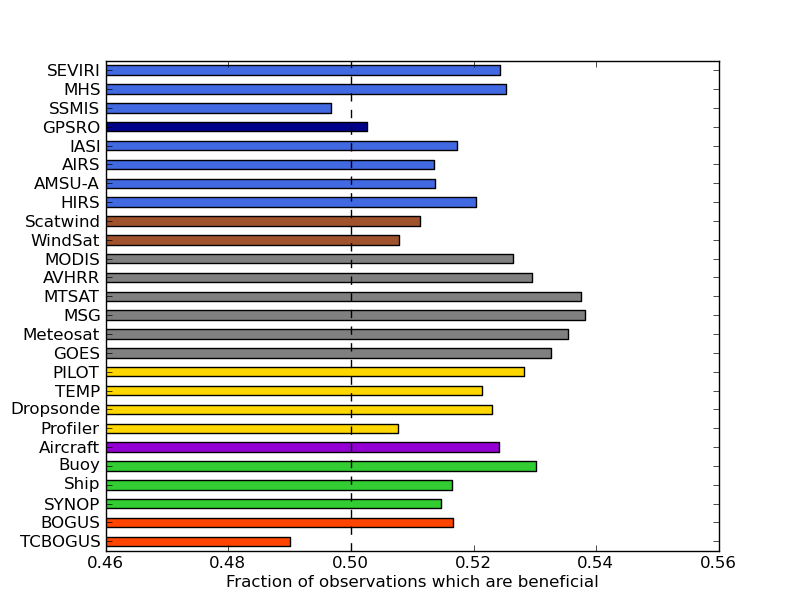 SEVIRI
MHS
SSMIS
GPSRO
IASI
AIRS
AMSU-A
HIRS
Scatwind
WindSat
MODIS
AVHRR
MTSAT
MSG
Meteosat
GOES
PILOT
TEMP
Dropsonde
Profiler
Aircraft
Buoy
Ship
SYNOP
BOGUS
TCBOGUS
0.46 0.48 0.50 0.52 0.54 0.56
Fraction of observations which are beneficial